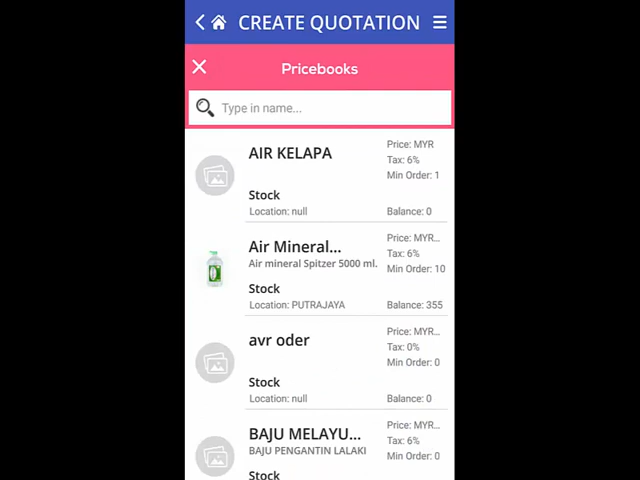 CREATE QUOTATION
Pricebooks
Type in name...
AIR KELAPA
Price: MYR
Tax: 6%
Min Order: 1
Stock
Location: null
Balance: 0
Air Mineral...
Air mineral Spitzer 5000 ml.
Price: MYR...
Tax: 6%
Min Order: 10
Stock
Location: PUTRAJAYA
Balance: 355
avr oder
Price: MYR...
Tax: 0%
Min Order: 0
Stock
Location: null
Balance: 0
BAJU MELAYU...
BAJU PENGANTIN LALAKI
Price: MYR...
Tax: 6%
Min Order: 0
Stock